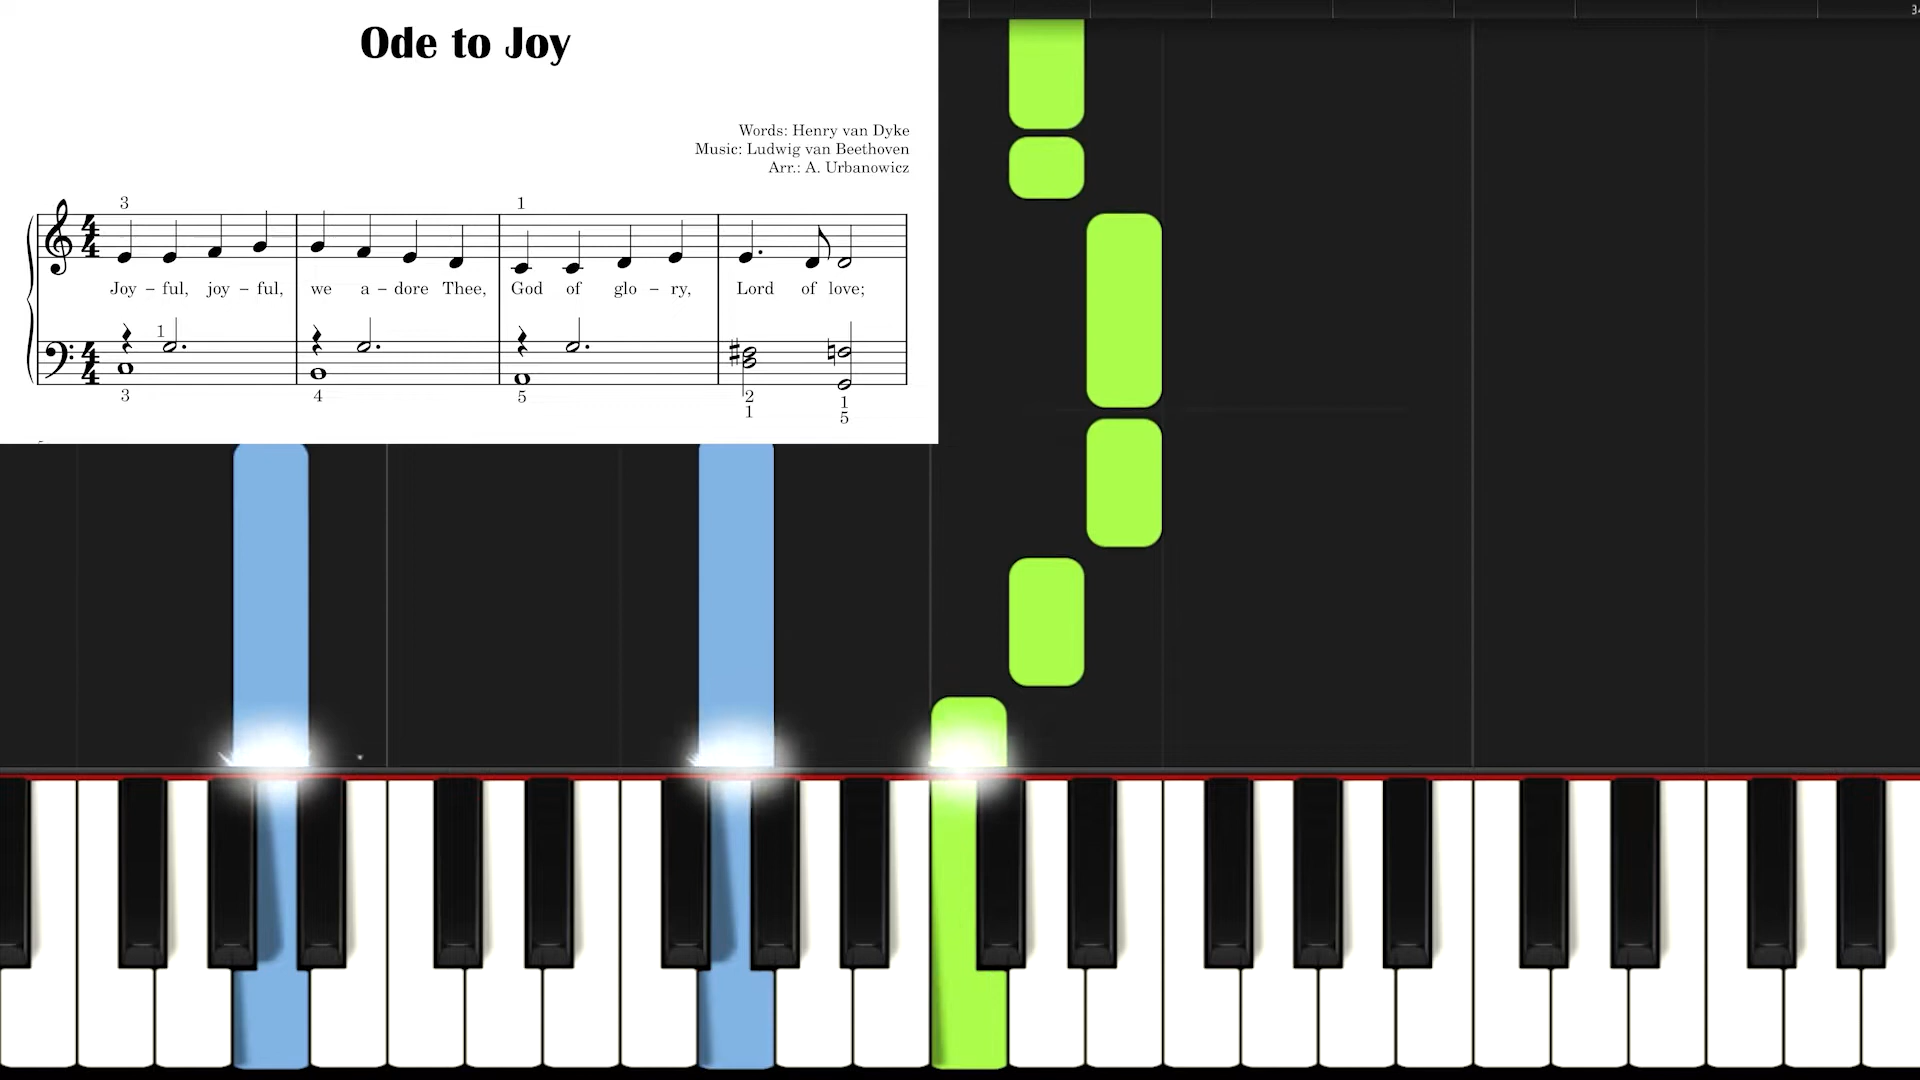 Ode to Joy
Words: Henry van Dyke
Music: Ludwig van Beethoven
Arr.: A. Urbanowicz
3 1
Joy – ful, joy – ful, we a – dore Thee, God of glo – ry, Lord of love;
1
3 4 5 2 1
1 5